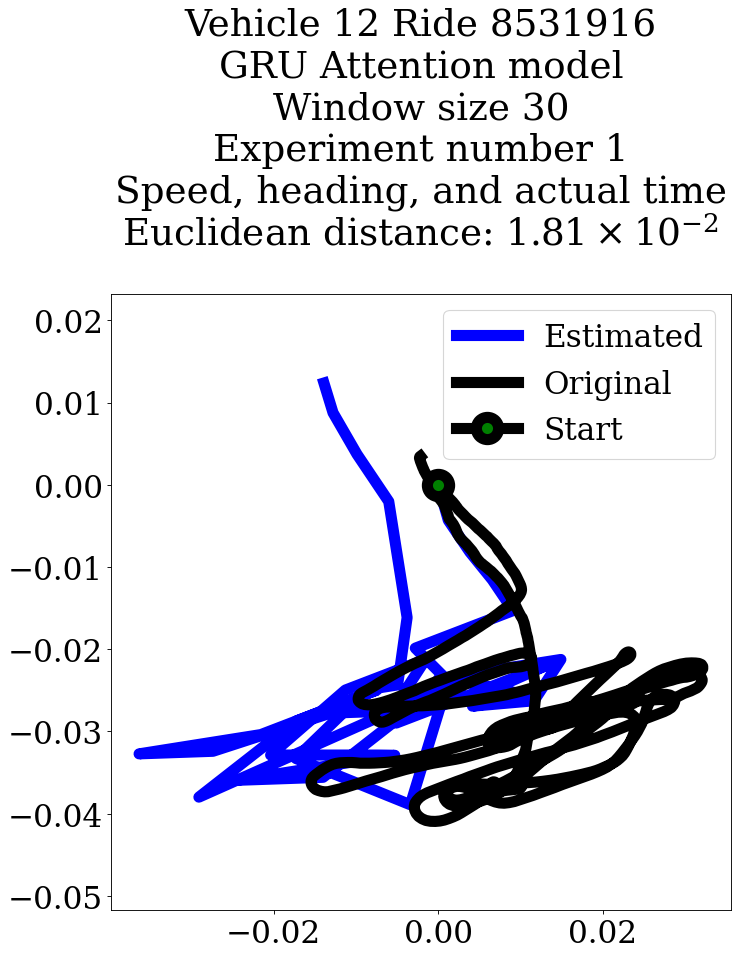 Vehicle 12 Ride 8531916
GRU Attention model
Window size 30
Experiment number 1
Speed, heading, and actual time
Euclidean distance: 1.81 × 10⁻²
Estimated
Original
Start
0.02
0.01
0.00
−0.01
−0.02
−0.03
−0.04
−0.05
−0.02
0.00
0.02